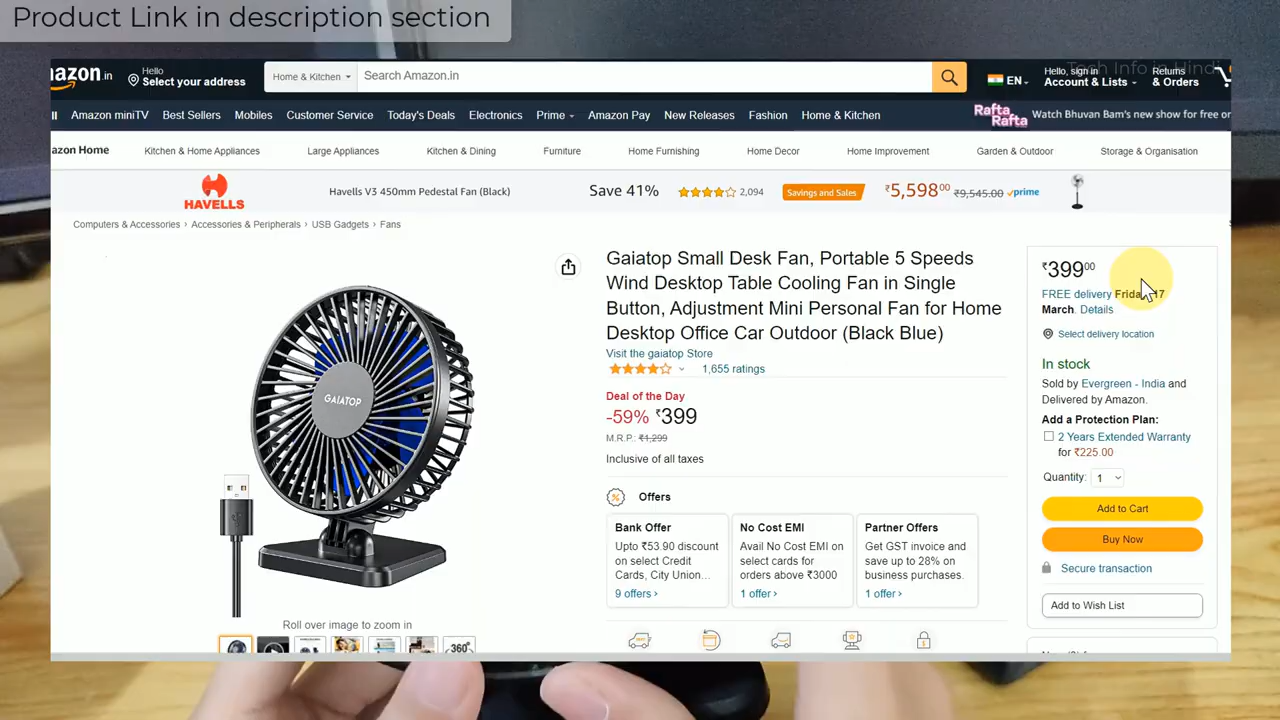 Product Link in description section
Tech Info in Hindi
mazon.in
Hello
Select your address
Home & Kitchen
Search Amazon.in
EN
Hello, sign in
Account & Lists
Returns
& Orders
ll
Amazon miniTV
Best Sellers
Mobiles
Customer Service
Today's Deals
Electronics
Prime
Amazon Pay
New Releases
Fashion
Home & Kitchen
Rafta
Rafta
Watch Bhuvan Bam's new show for free or
azon Home
Kitchen & Home Appliances
Large Appliances
Kitchen & Dining
Furniture
Home Furnishing
Home Decor
Home Improvement
Garden & Outdoor
Storage & Organisation
HAVELLS
Havells V3 450mm Pedestal Fan (Black)
Save 41%
2,094
Savings and Sales
₹5,598.00
₹9,545.00
prime
Computers & Accessories › Accessories & Peripherals › USB Gadgets › Fans
GAIATOP
Roll over image to zoom in
360°
Gaiatop Small Desk Fan, Portable 5 Speeds
Wind Desktop Table Cooling Fan in Single
Button, Adjustment Mini Personal Fan for Home
Desktop Office Car Outdoor (Black Blue)
Visit the gaiatop Store
1,655 ratings
Deal of the Day
-59% ₹399
M.R.P.: ₹1,299
Inclusive of all taxes
Offers
Bank Offer
Upto ₹53.90 discount
on select Credit
Cards, City Union...
9 offers ›
No Cost EMI
Avail No Cost EMI on
select cards for
orders above ₹3000
1 offer ›
Partner Offers
Get GST invoice and
save up to 28% on
business purchases.
1 offer ›
₹399.00
FREE delivery Friday, 17
March. Details
Select delivery location
In stock
Sold by Evergreen - India and
Delivered by Amazon.
Add a Protection Plan:
2 Years Extended Warranty
for ₹225.00
Quantity: 1
Add to Cart
Buy Now
Secure transaction
Add to Wish List